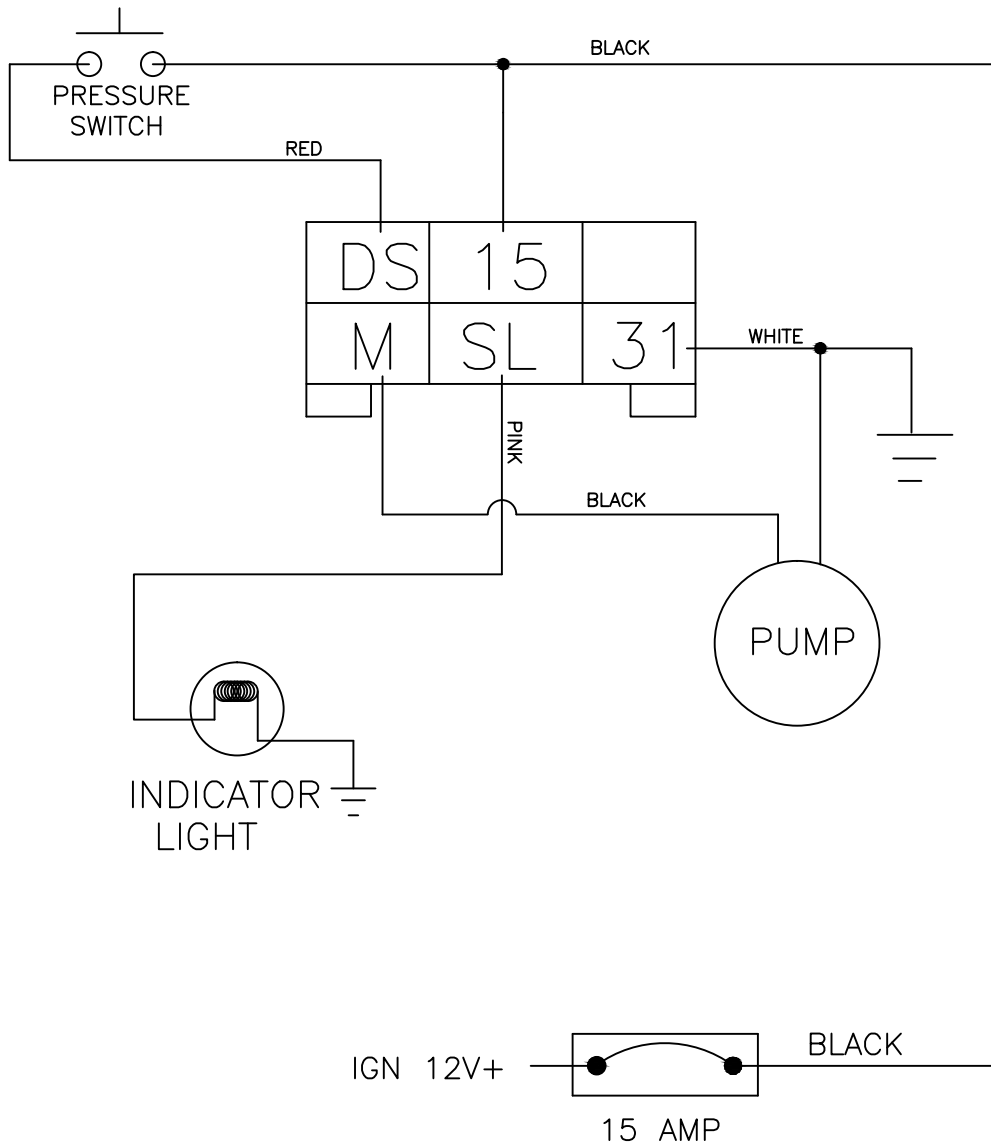 BLACK
PRESSURE
SWITCH
RED
DS
15
M
SL
31
WHITE
PINK
BLACK
PUMP
INDICATOR
LIGHT
BLACK
IGN 12V+
15 AMP